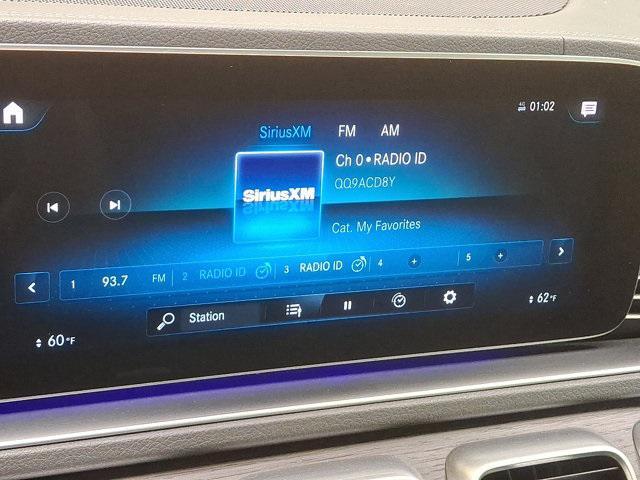 4G 01:02
SiriusXM FM AM
Ch 0 • RADIO ID
QQ9ACD8Y
SiriusXM
Cat. My Favorites
1 93.7 FM 2 RADIO ID 3 RADIO ID 4 + 5 +
Station
60°F
62°F